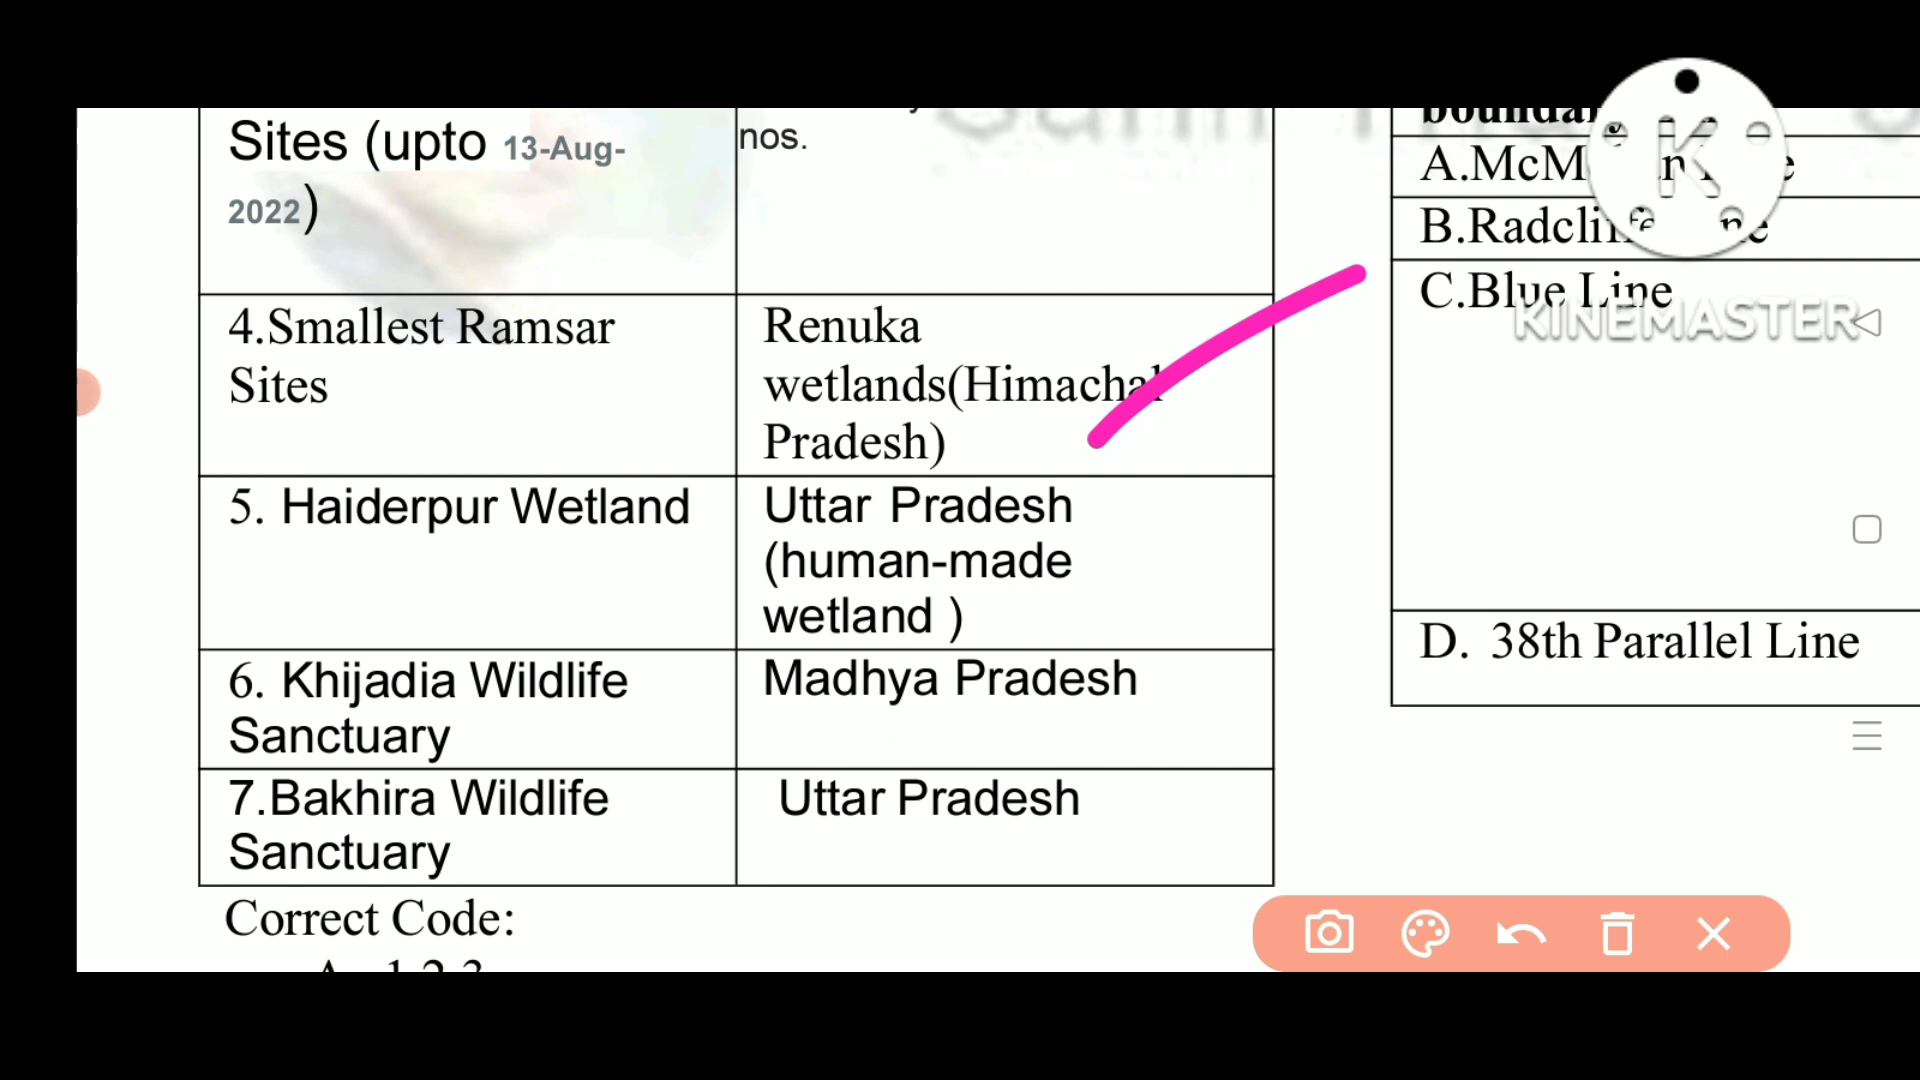 Sites (upto 13-Aug-
2022)
nos.
4.Smallest Ramsar
Sites
Renuka
wetlands(Himachal
Pradesh)
5. Haiderpur Wetland
Uttar Pradesh
(human-made
wetland )
6. Khijadia Wildlife
Sanctuary
Madhya Pradesh
7.Bakhira Wildlife
Sanctuary
Uttar Pradesh
Correct Code:
boundary
B.Radcliffe
C.Blue Line
D. 38th Parallel Line
K
KINEMASTER